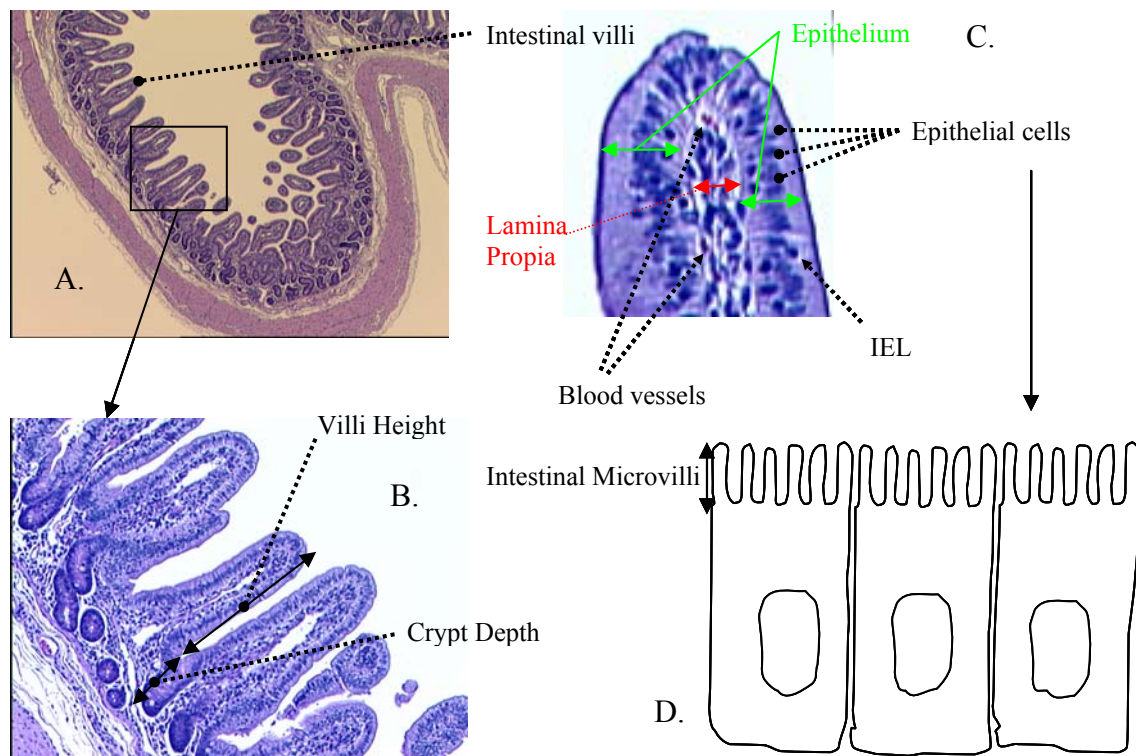 Intestinal villi
A.
Epithelium
C.
Epithelial cells
Lamina
Propia
IEL
Blood vessels
Villi Height
B.
Crypt Depth
Intestinal Microvilli
D.